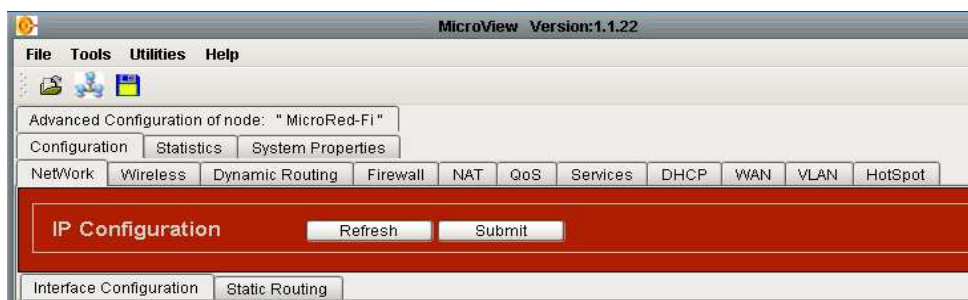 MicroView Version:1.1.22
File Tools Utilities Help
Advanced Configuration of node: "MicroRed-Fi"
Configuration Statistics System Properties
NetWork Wireless Dynamic Routing Firewall NAT QoS Services DHCP WAN VLAN HotSpot
IP Configuration Refresh Submit
Interface Configuration Static Routing